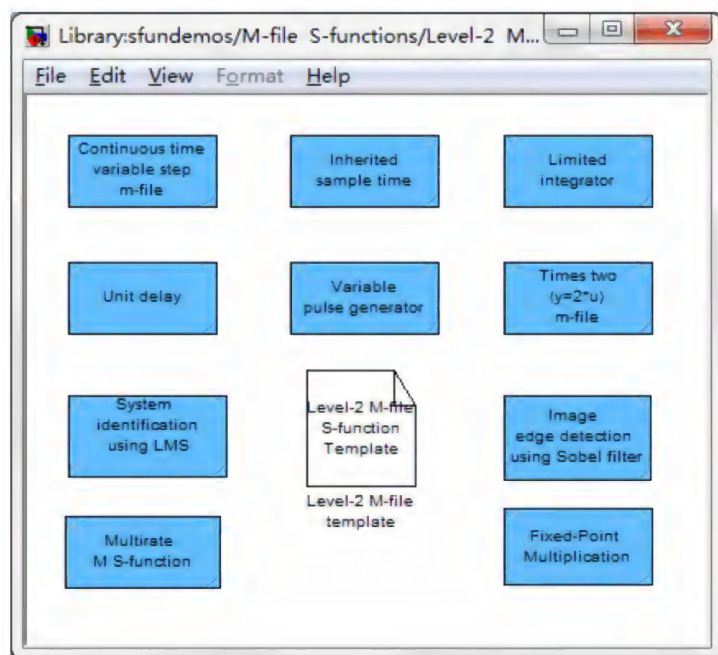 Library:sfundemos/M-file S-functions/Level-2 M...
File Edit View Format Help
Continuous time
variable step
m-file
Inherited
sample time
Limited
integrator
Unit delay
Variable
pulse generator
Times two
(y=2*u)
m-file
System
identification
using LMS
Level-2 M-file
S-function
Template
Level-2 M-file
template
Image
edge detection
using Sobel filter
Multirate
M S-function
Fixed-Point
Multiplication